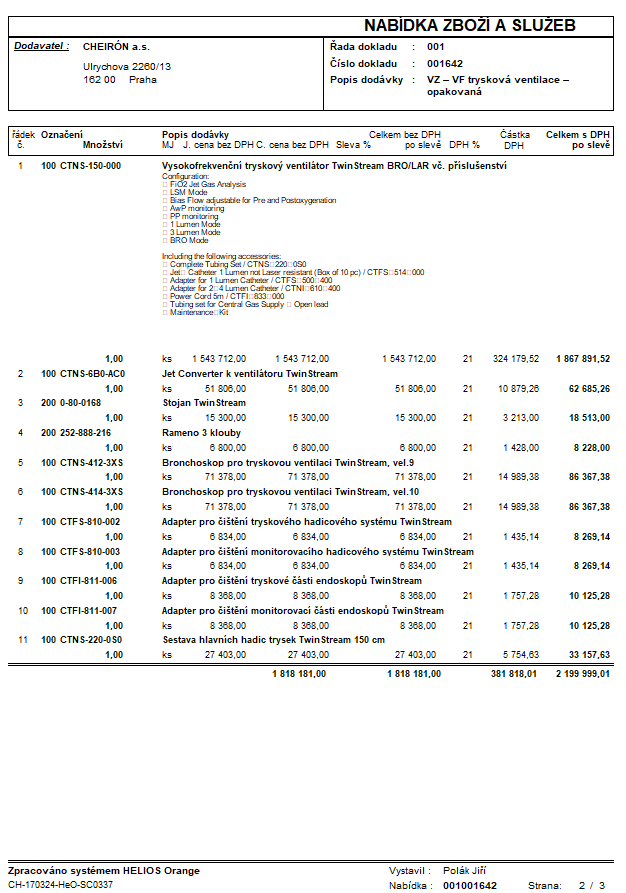 NABÍDKA ZBOŽÍ A SLUŽEB
Dodavatel : CHEIRÓN a.s.
Ulrychova 2260/13
162 00 Praha
Řada dokladu : 001
Číslo dokladu : 001642
Popis dodávky : VZ – VF trysková ventilace –
opakovaná
řádek Označení Popis dodávky Celkem bez DPH Částka Celkem s DPH
č. Množství MJ J. cena bez DPH C. cena bez DPH Sleva % po slevě DPH % DPH po slevě
1 100 CTNS-150-000 Vysokofrekvenční tryskový ventilátor TwinStream BRO/LAR vč. příslušenství
Configuration:
□ FiO2 Jet Gas Analysis
□ LSM Mode
□ Bias Flow adjustable for Pre and Postoxygenation
□ AwP monitoring
□ PP monitoring
□ 1 Lumen Mode
□ 3 Lumen Mode
□ BRO Mode
Including the following accessories:
□ Complete Tubing Set / CTNS□220□0S0
□ Jet□ Catheter 1 Lumen not Laser resistant (Box of 10 pc) / CTFS□514□000
□ Adapter for 1 Lumen Catheter / CTFS□500□400
□ Adapter for 2□4 Lumen Catheter / CTNI□610□400
□ Power Cord 5m / CTFI□833□000
□ Tubing set for Central Gas Supply □ Open lead
□ Maintenance□Kit
1,00 ks 1 543 712,00 1 543 712,00 1 543 712,00 21 324 179,52 1 867 891,52
2 100 CTNS-6B0-AC0 Jet Converter k ventilátoru TwinStream
1,00 ks 51 806,00 51 806,00 51 806,00 21 10 879,26 62 685,26
3 200 0-80-0168 Stojan TwinStream
1,00 ks 15 300,00 15 300,00 15 300,00 21 3 213,00 18 513,00
4 200 252-888-216 Rameno 3 klouby
1,00 ks 6 800,00 6 800,00 6 800,00 21 1 428,00 8 228,00
5 100 CTNS-412-3XS Bronchoskop pro tryskovou ventilaci TwinStream, vel.9
1,00 ks 71 378,00 71 378,00 71 378,00 21 14 989,38 86 367,38
6 100 CTNS-414-3XS Bronchoskop pro tryskovou ventilaci TwinStream, vel.10
1,00 ks 71 378,00 71 378,00 71 378,00 21 14 989,38 86 367,38
7 100 CTFS-810-002 Adapter pro čištění tryskového hadicového systému TwinStream
1,00 ks 6 834,00 6 834,00 6 834,00 21 1 435,14 8 269,14
8 100 CTFS-810-003 Adapter pro čištění monitorovacího hadicového systému TwinStream
1,00 ks 6 834,00 6 834,00 6 834,00 21 1 435,14 8 269,14
9 100 CTFI-811-006 Adapter pro čištění tryskové části endoskopů TwinStream
1,00 ks 8 368,00 8 368,00 8 368,00 21 1 757,28 10 125,28
10 100 CTFI-811-007 Adapter pro čištění monitorovací části endoskopů TwinStream
1,00 ks 8 368,00 8 368,00 8 368,00 21 1 757,28 10 125,28
11 100 CTNS-220-0S0 Sestava hlavních hadic trysek TwinStream 150 cm
1,00 ks 27 403,00 27 403,00 27 403,00 21 5 754,63 33 157,63
1 818 181,00 1 818 181,00 381 818,01 2 199 999,01
Zpracováno systémem HELIOS Orange Vystavil : Polák Jiří
CH-170324-HeO-SC0337 Nabídka : 001001642 Strana: 2 / 3